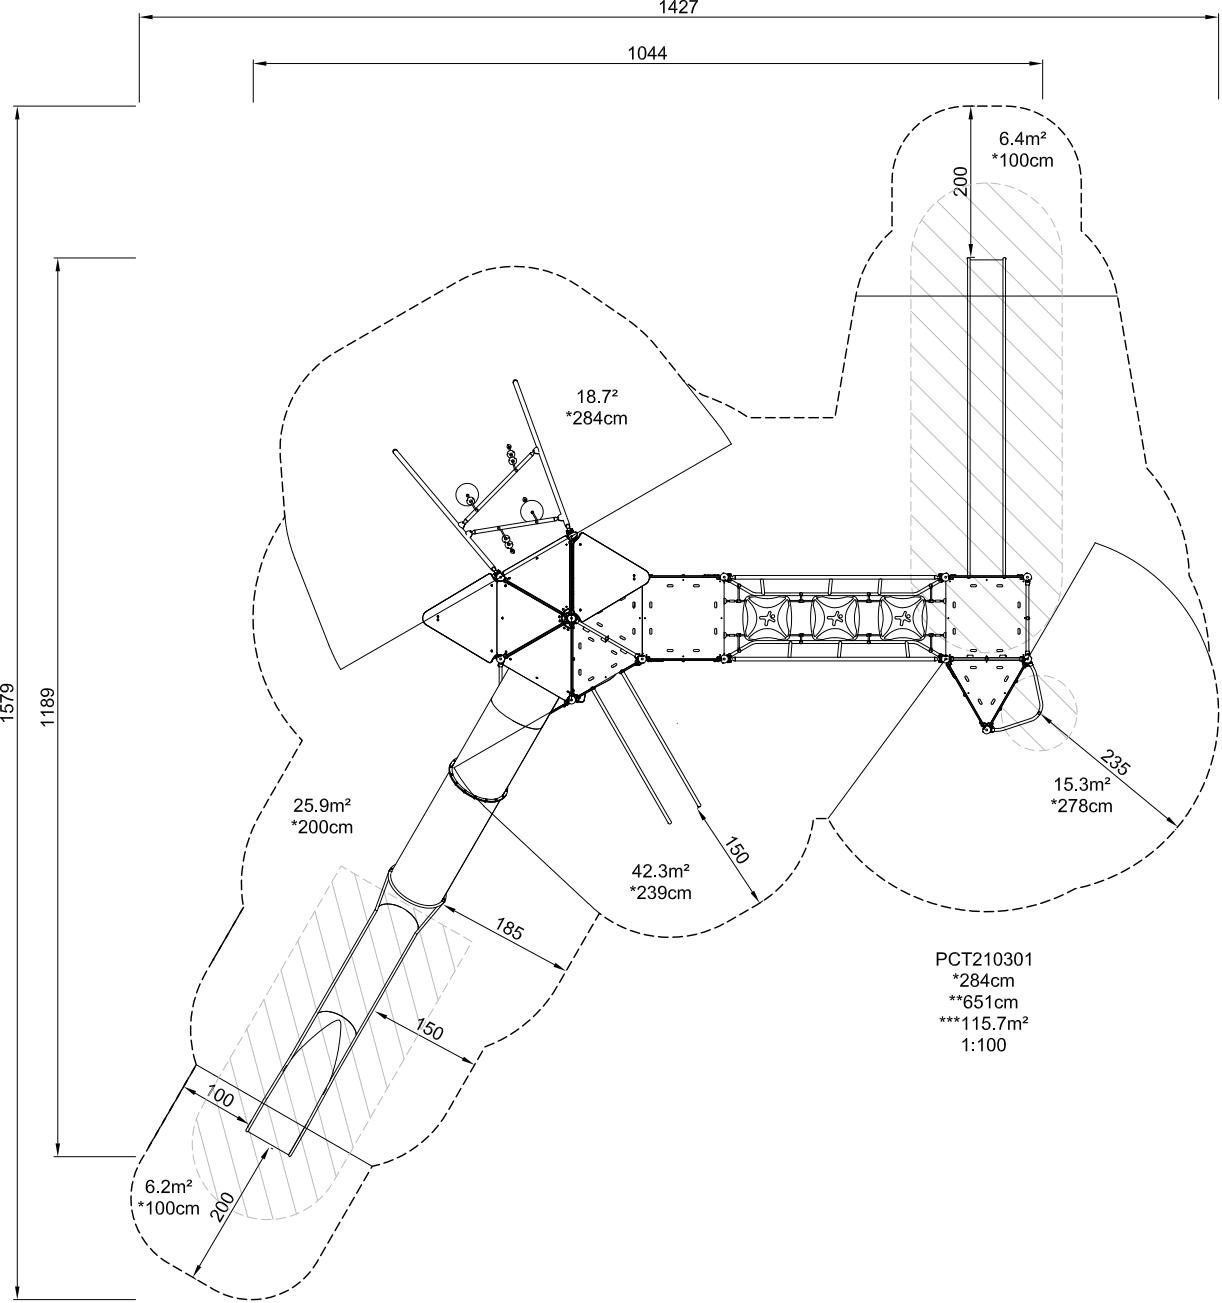 1427
1044
6.4m²
*100cm
200
18.7²
*284cm
1579
1189
235
15.3m²
*278cm
25.9m²
*200cm
150
42.3m²
*239cm
185
PCT210301
*284cm
**651cm
***115.7m²
1:100
150
100
6.2m²
*100cm
200